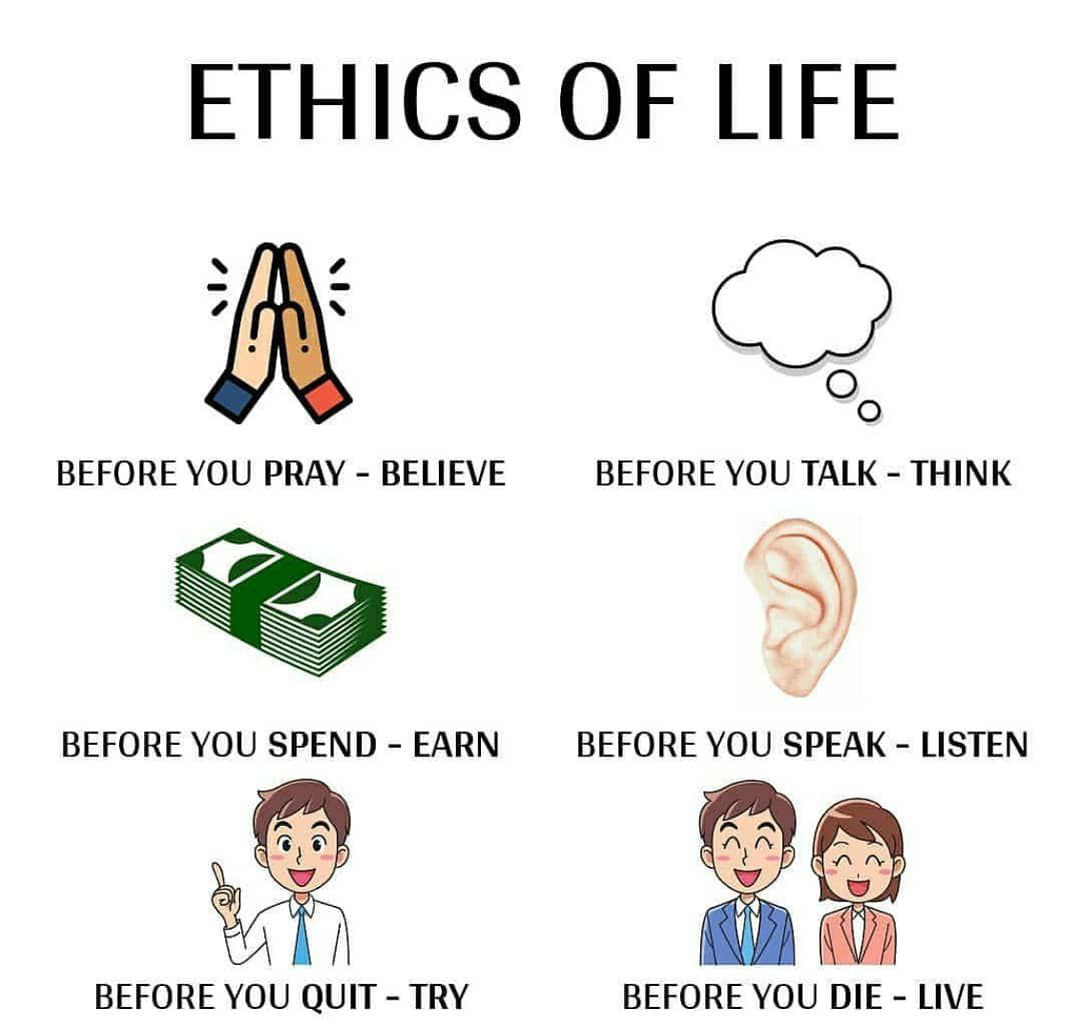 ETHICS OF LIFE
BEFORE YOU PRAY - BELIEVE
BEFORE YOU TALK - THINK
BEFORE YOU SPEND - EARN
BEFORE YOU SPEAK - LISTEN
BEFORE YOU QUIT - TRY
BEFORE YOU DIE - LIVE